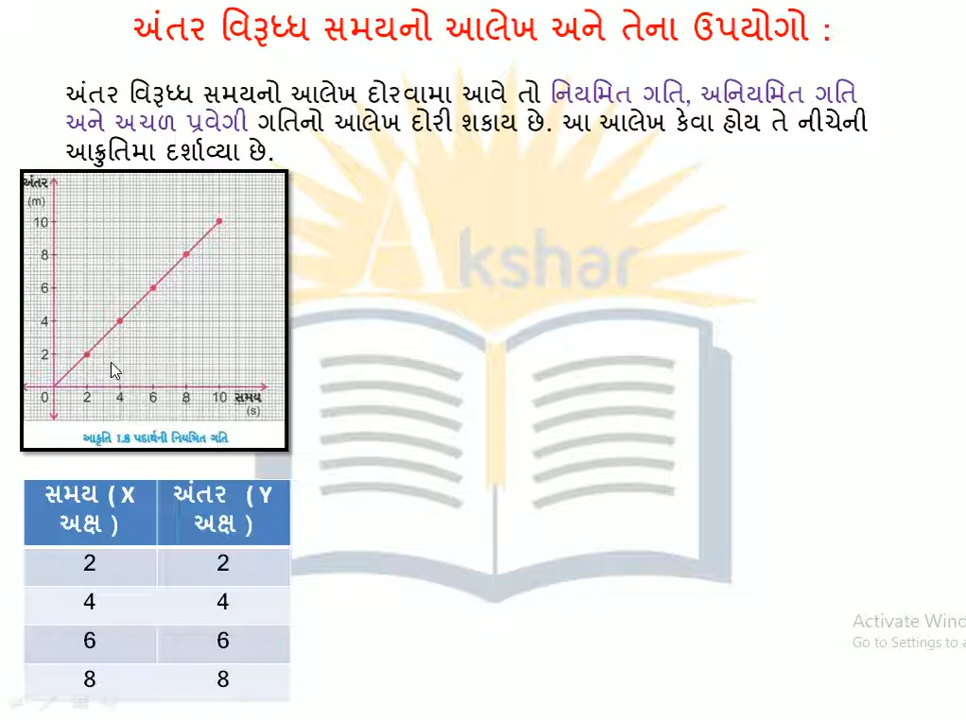 અંતર વિરૂધ્ધ સમયનો આલેખ અને તેના ઉપયોગો :
અંતર વિરૂધ્ધ સમયનો આલેખ દોરવામા આવે તો નિયમિત ગતિ, અનિયમિત ગતિ
અને અચળ પ્રવેગી ગતિનો આલેખ દોરી શકાય છે. આ આલેખ કેવા હોય તે નીચેની
આક્રુતિમા દર્શાવ્યા છે.
અંતર
(m)
10
8
6
4
2
0 2 4 6 8 10 સમય
(s)
આકૃતિ 1.8 પદાર્થની નિયમિત ગતિ
Akshar
સમય ( X અંતર ( Y
અક્ષ ) અક્ષ )
2 2
4 4
6 6
8 8
Activate Wind
Go to Settings to a